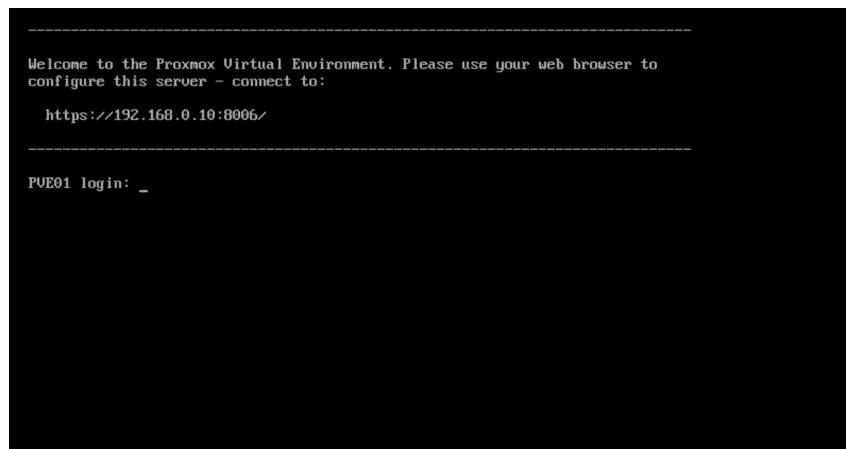 ------------------------------------------------------------------------------
Welcome to the Proxmox Virtual Environment. Please use your web browser to
configure this server - connect to:
https://192.168.0.10:8006/
------------------------------------------------------------------------------
PVE01 login: _